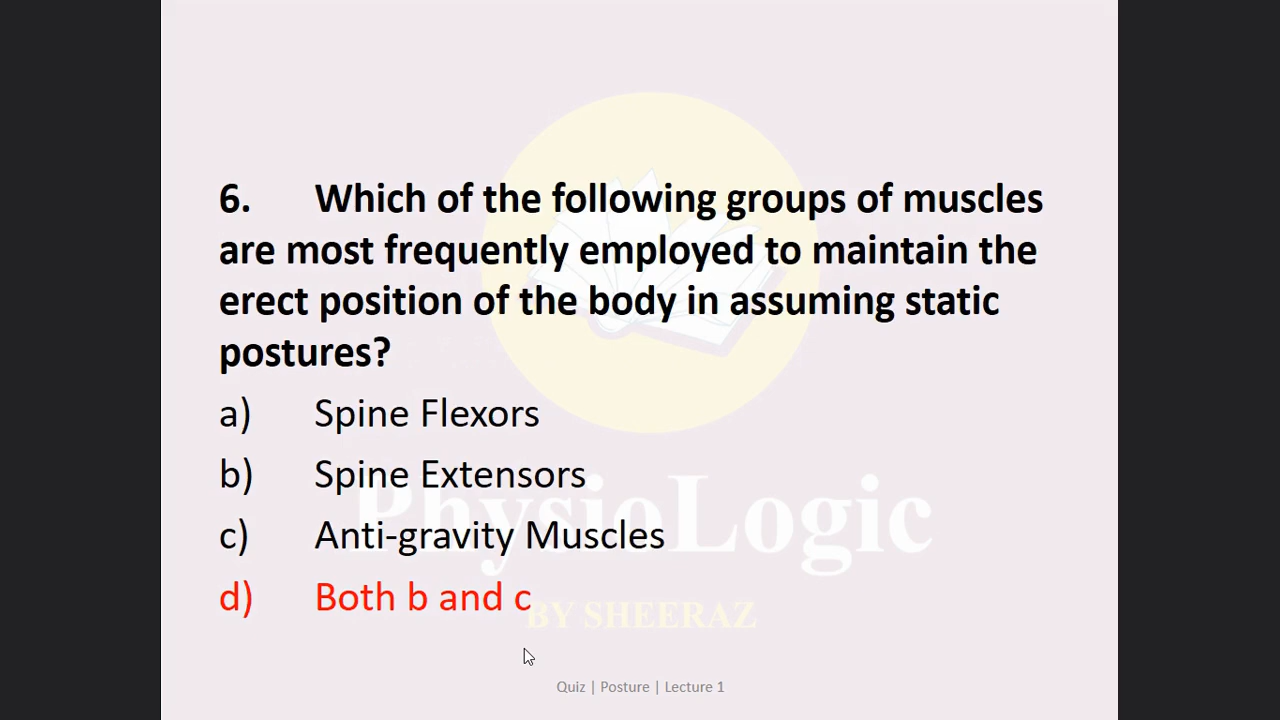 6. Which of the following groups of muscles
are most frequently employed to maintain the
erect position of the body in assuming static
postures?
a) Spine Flexors
b) Spine Extensors
c) Anti-gravity Muscles
d) Both b and c
PhysioLogic
BY SHEERAZ
Quiz | Posture | Lecture 1